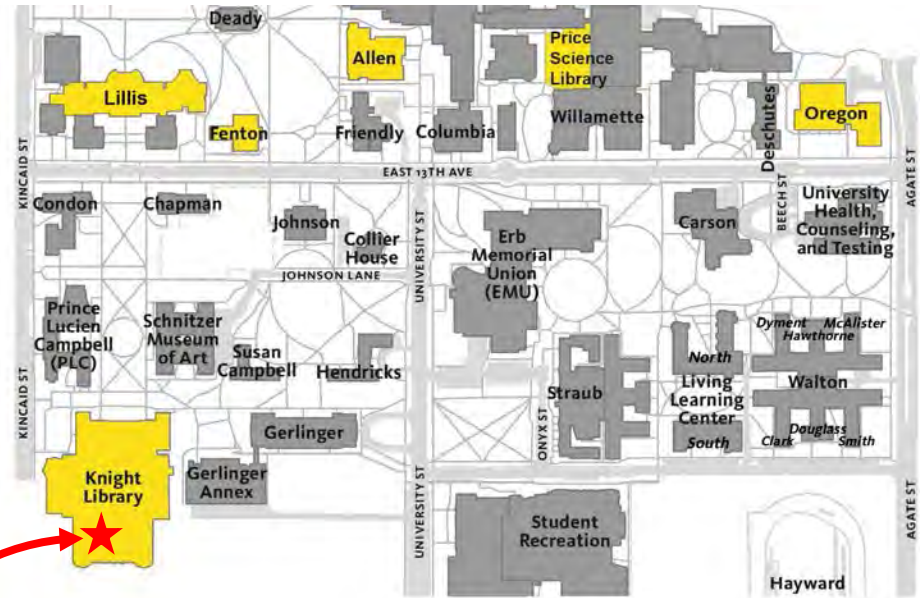 Deady
Allen
Price
Science
Library
Lillis
Fenton
Friendly
Columbia
Willamette
Deschutes
Oregon
KINCAID ST
EAST 13TH AVE
AGATE ST
Condon
Chapman
Johnson
Collier
House
JOHNSON LANE
UNIVERSITY ST
Erb
Memorial
Union
(EMU)
Carson
BEECH ST
University
Health,
Counseling,
and Testing
Prince
Lucien
Campbell
(PLC)
Schnitzer
Museum
of Art
Susan
Campbell
Hendricks
KINCAID ST
Straub
ONYX ST
North
Living
Learning
Center
South
Dyment
McAlister
Hawthorne
Walton
Douglass
Clark
Smith
Gerlinger
Gerlinger
Annex
Knight
Library
UNIVERSITY ST
Student
Recreation
Hayward
AGATE ST